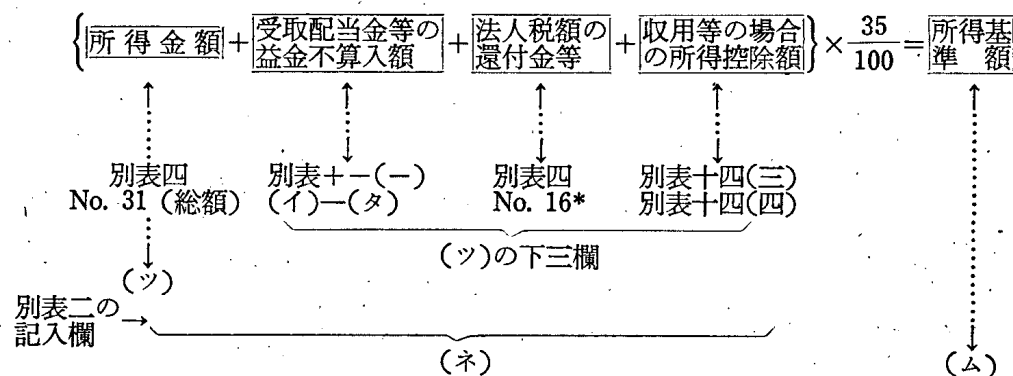 {所得金額+受取配当金等の益金不算入額+法人税額の還付金等+収用等の場合の所得控除額}×35/100=所得基準額
別表四
No. 31 (総額)
別表十一(一)
(イ)—(タ)
別表四
No. 16*
別表十四(三)
別表十四(四)
(ツ)の下三欄
(ツ)
別表二の
記入欄→
(ネ)
(ム)